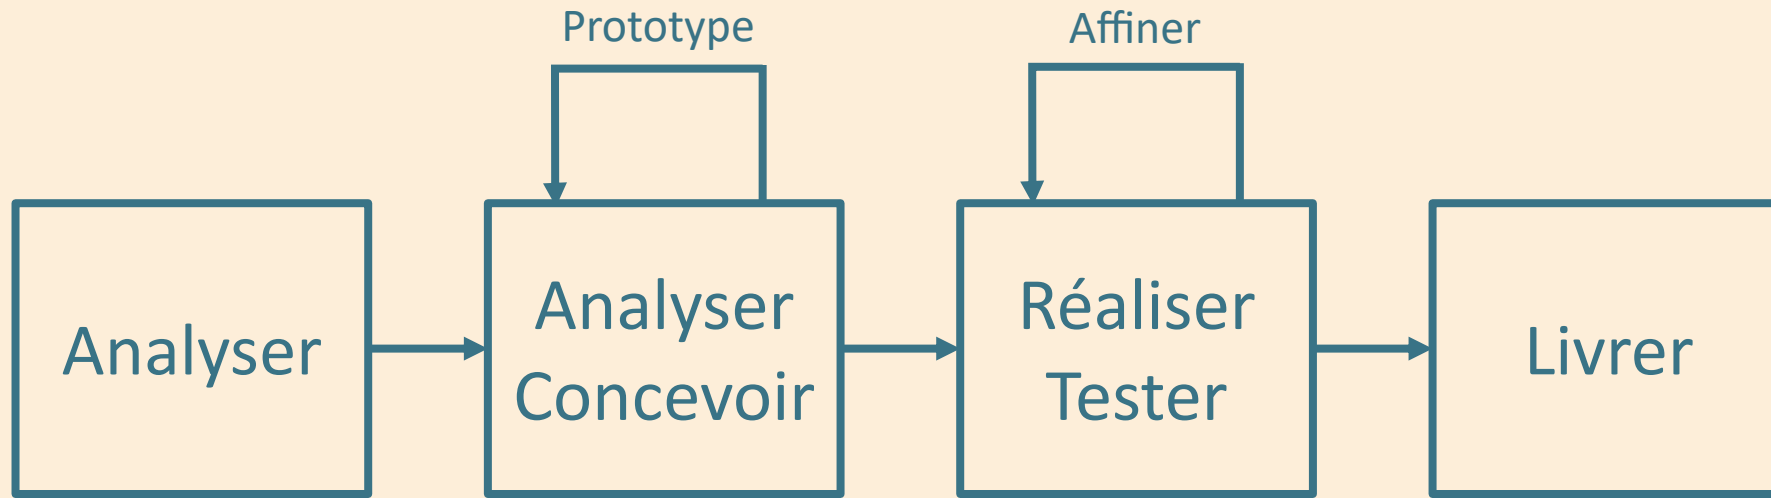 Prototype
Affiner
Analyser
Analyser
Concevoir
Réaliser
Tester
Livrer